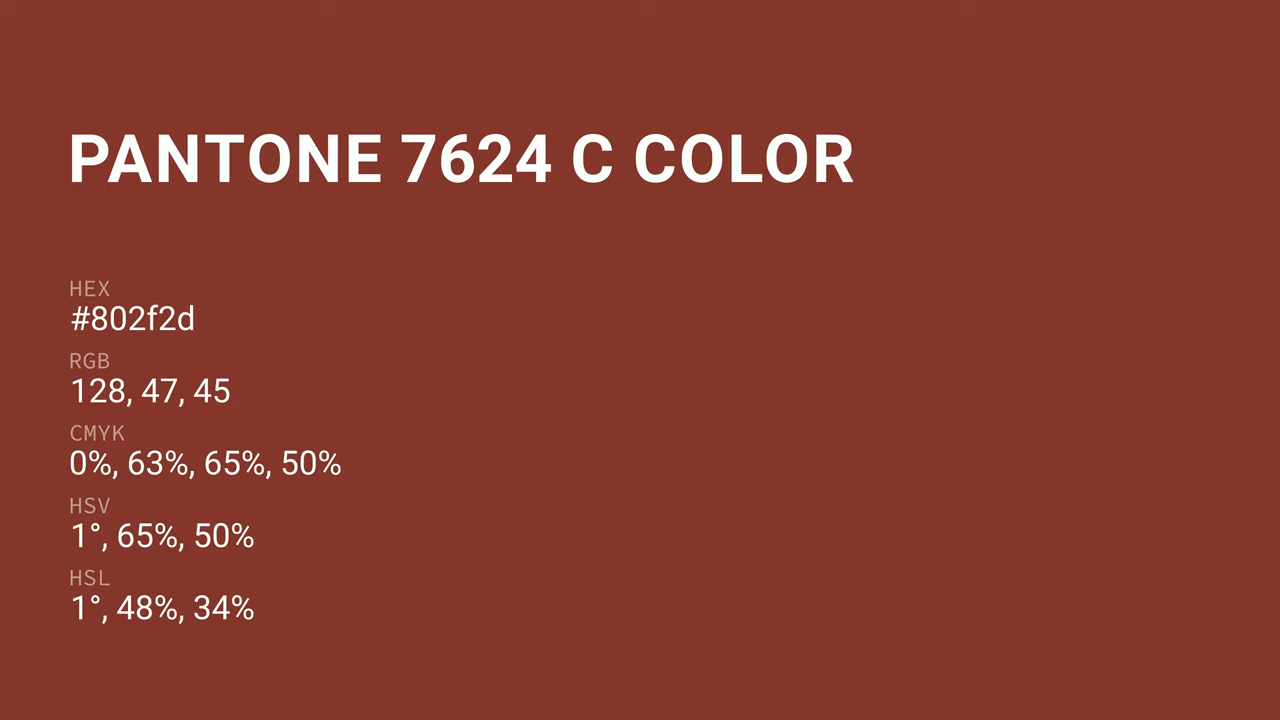 PANTONE 7624 C COLOR
HEX
#802f2d
RGB
128, 47, 45
CMYK
0%, 63%, 65%, 50%
HSV
1°, 65%, 50%
HSL
1°, 48%, 34%